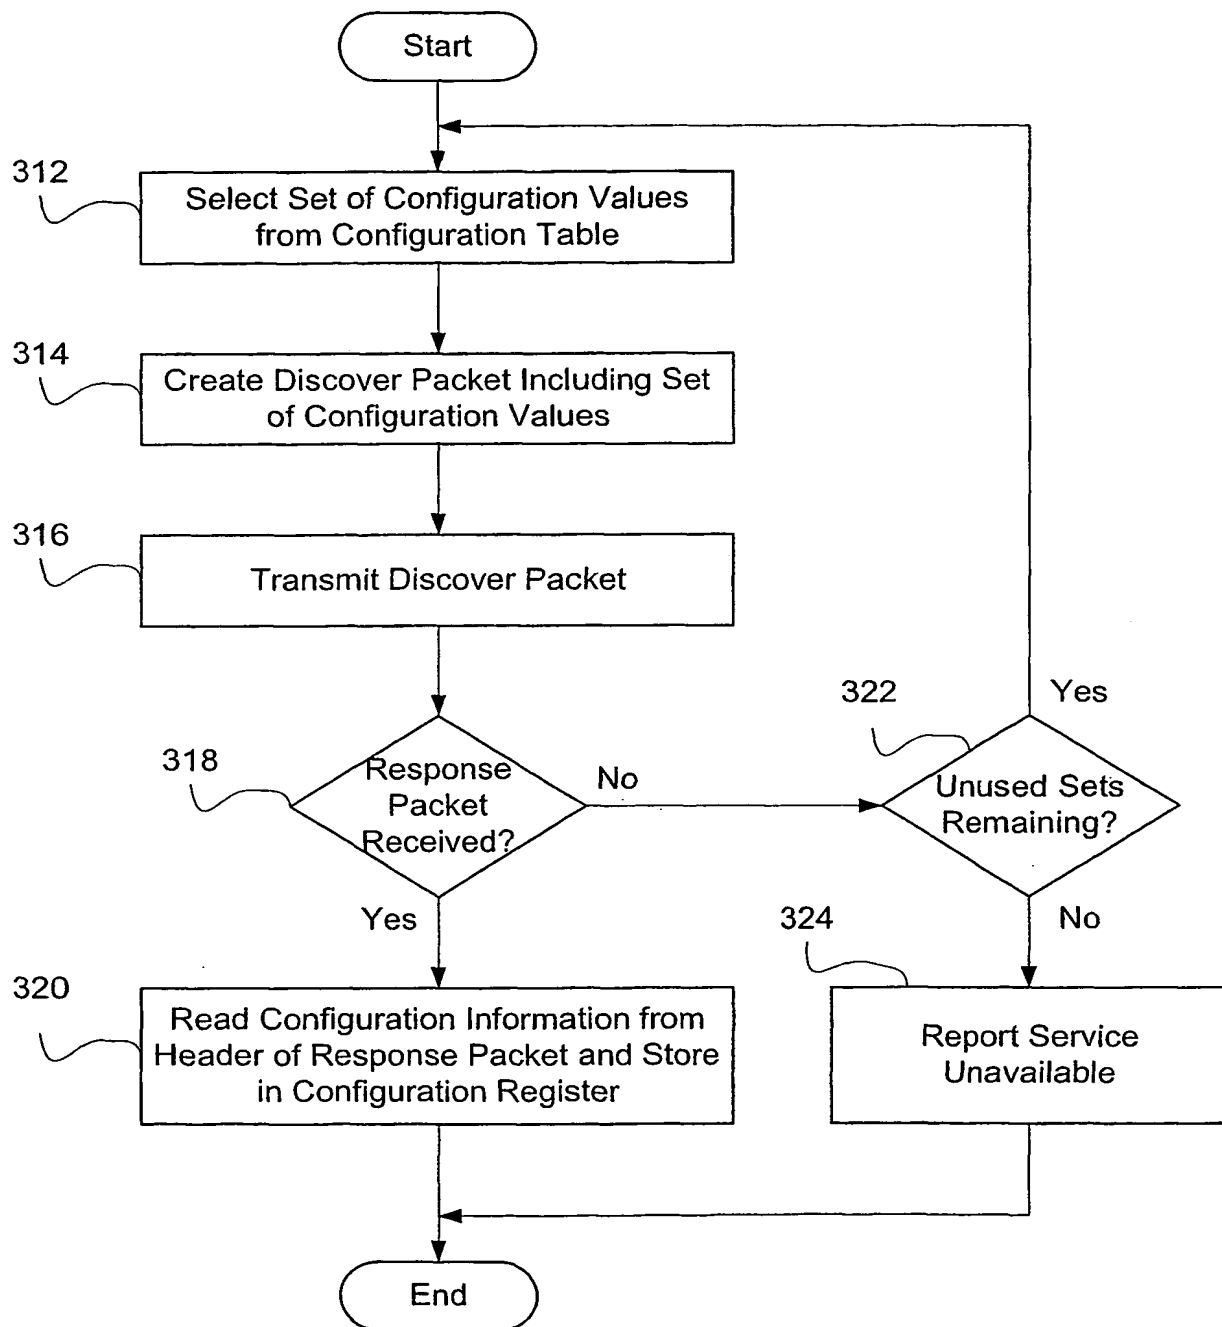 Start
312
Select Set of Configuration Values
from Configuration Table
314
Create Discover Packet Including Set
of Configuration Values
316
Transmit Discover Packet
318
Response
Packet
Received?
No
Yes
322
Yes
Unused Sets
Remaining?
No
320
Read Configuration Information from
Header of Response Packet and Store
in Configuration Register
324
Report Service
Unavailable
End